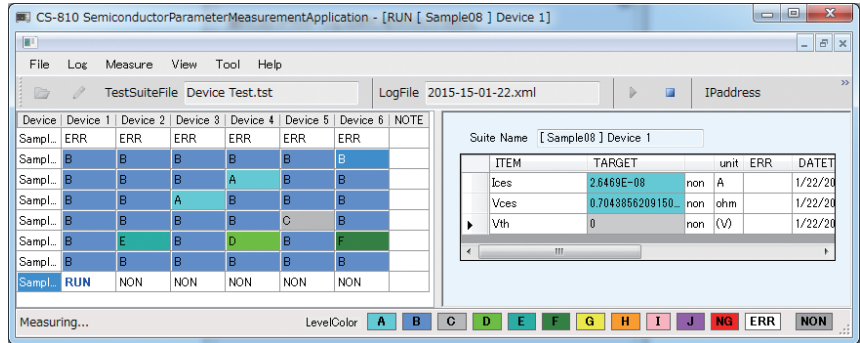 CS-810 SemiconductorParameterMeasurementApplication - [RUN [ Sample08 ] Device 1]
File Log Measure View Tool Help
TestSuiteFile Device Test.tst LogFile 2015-15-01-22.xml IPaddress
Device Device 1 Device 2 Device 3 Device 4 Device 5 Device 6 NOTE
Sampl... ERR ERR ERR ERR ERR ERR
Sampl... B B B B B B
Sampl... B B B A B B
Sampl... B B A B B B
Sampl... B B B B C B
Sampl... B E B D B F
Sampl... B B B B B B
Sampl... RUN NON NON NON NON NON
Suite Name [ Sample08 ] Device 1
ITEM TARGET unit ERR DATET
Ices 2.6469E-08 non A 1/22/20
Vces 0.7043856209150... non ohm 1/22/20
Vth 0 non (V) 1/22/20
Measuring... LevelColor A B C D E F G H I J NG ERR NON